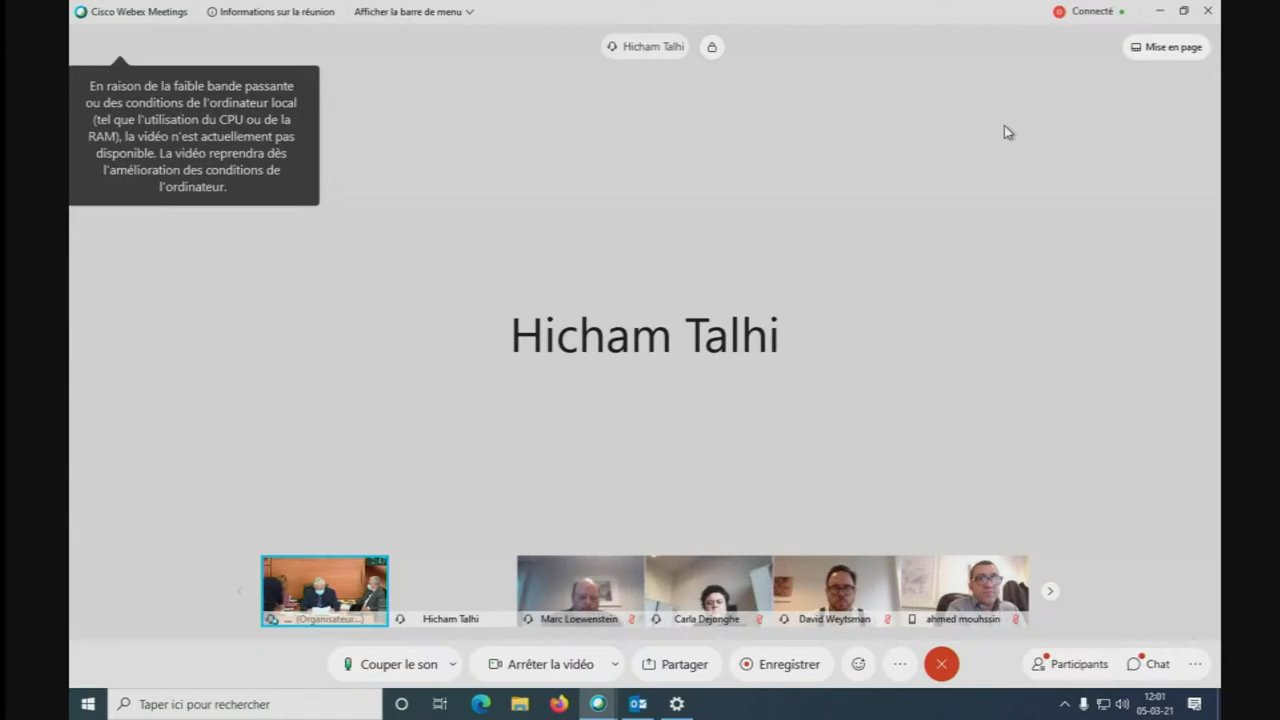 Cisco Webex Meetings
Informations sur la réunion
Afficher la barre de menu
Connecté
Hicham Talhi
Mise en page
En raison de la faible bande passante
ou des conditions de l'ordinateur local
(tel que l'utilisation du CPU ou de la
RAM), la vidéo n'est actuellement pas
disponible. La vidéo reprendra dès
l'amélioration des conditions de
l'ordinateur.
Hicham Talhi
... (Organisateur...)
Hicham Talhi
Marc Loewenstein
Carla Dejonghe
David Weytsman
ahmed mouhssin
Couper le son
Arrêter la vidéo
Partager
Enregistrer
Participants
Chat
Taper ici pour rechercher
12:01
05-03-21